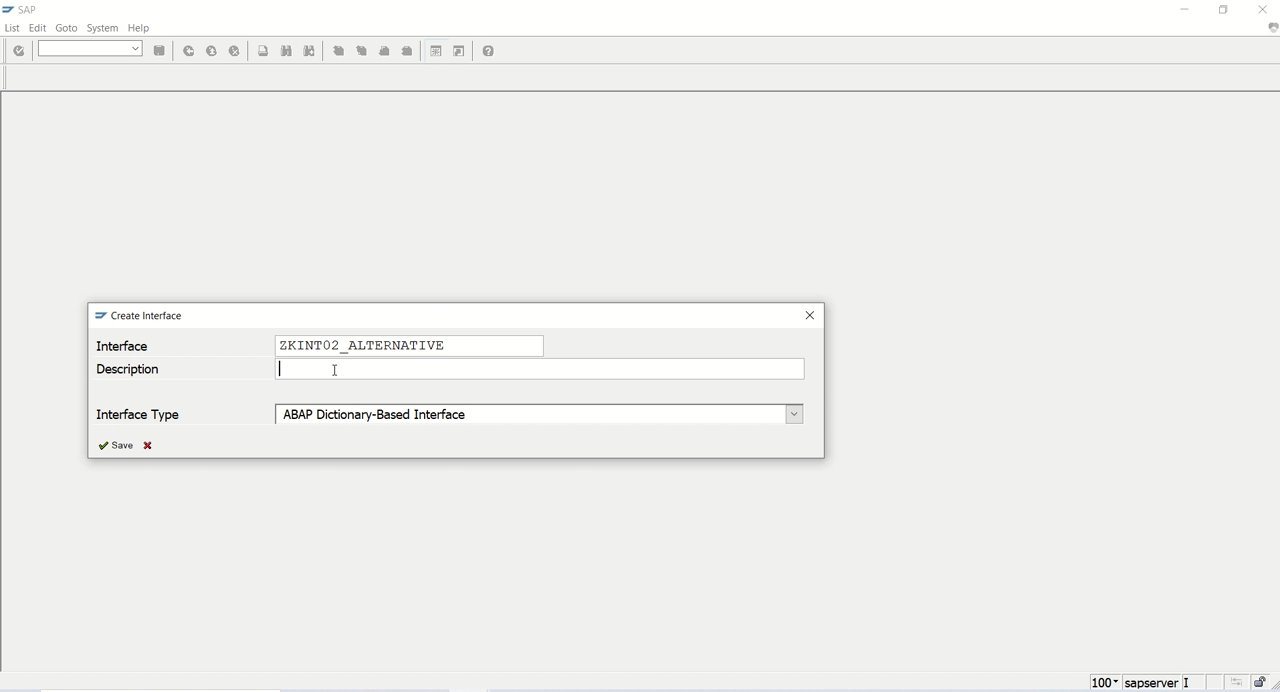 SAP
List Edit Goto System Help
Create Interface
Interface ZKINT02_ALTERNATIVE
Description
Interface Type ABAP Dictionary-Based Interface
Save
100 sapserver